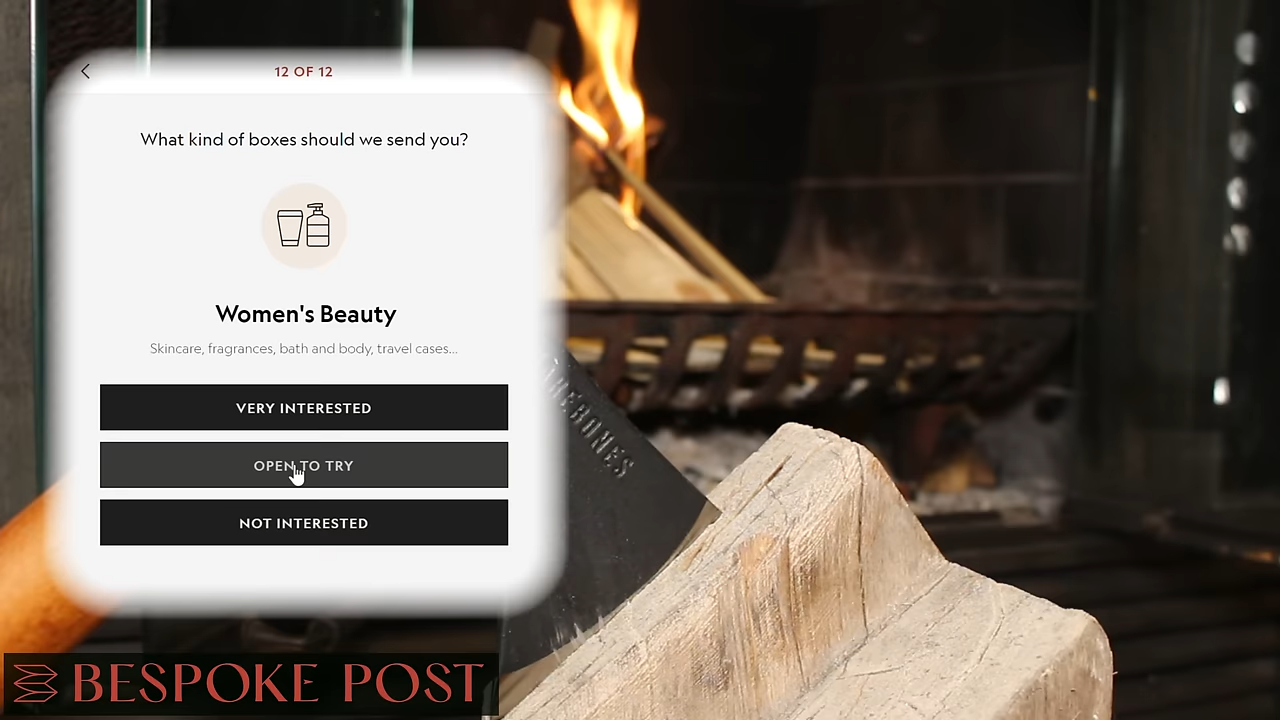 12 OF 12
What kind of boxes should we send you?
Women's Beauty
Skincare, fragrances, bath and body, travel cases...
VERY INTERESTED
OPEN TO TRY
NOT INTERESTED
BESPOKE POST